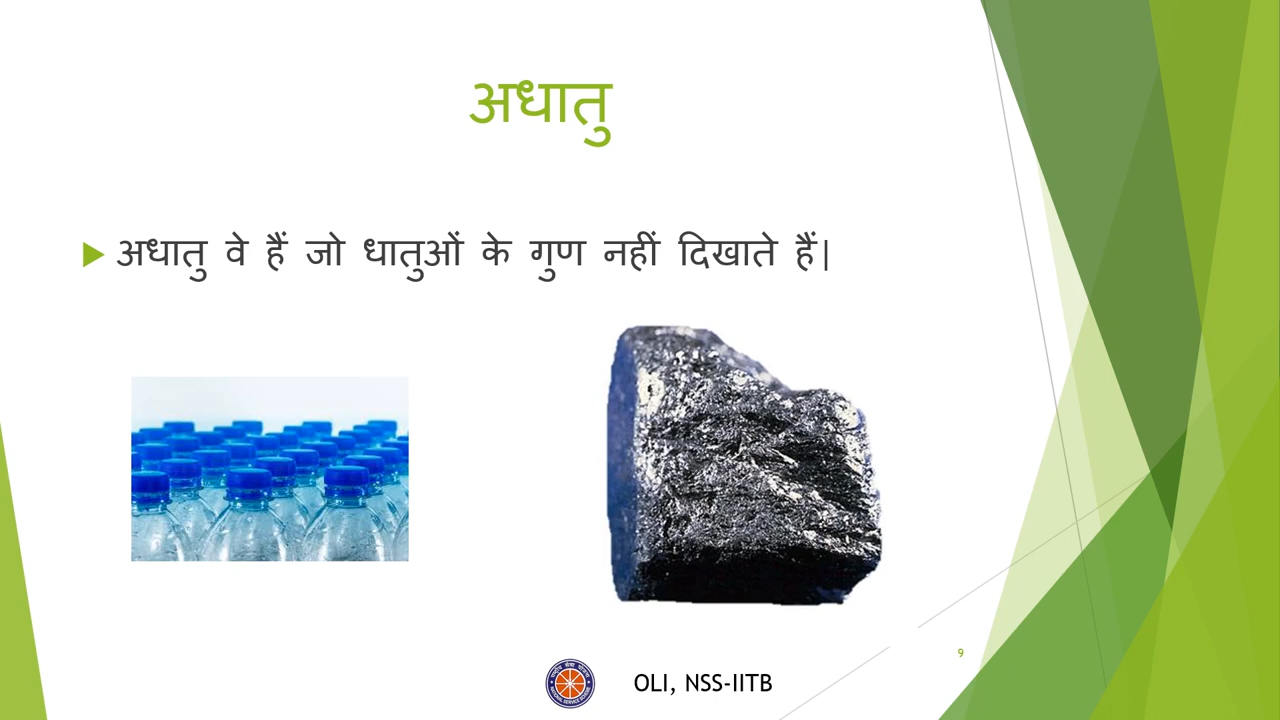 अधातु
अधातु वे हैं जो धातुओं के गुण नहीं दिखाते हैं|
9
OLI, NSS-IITB